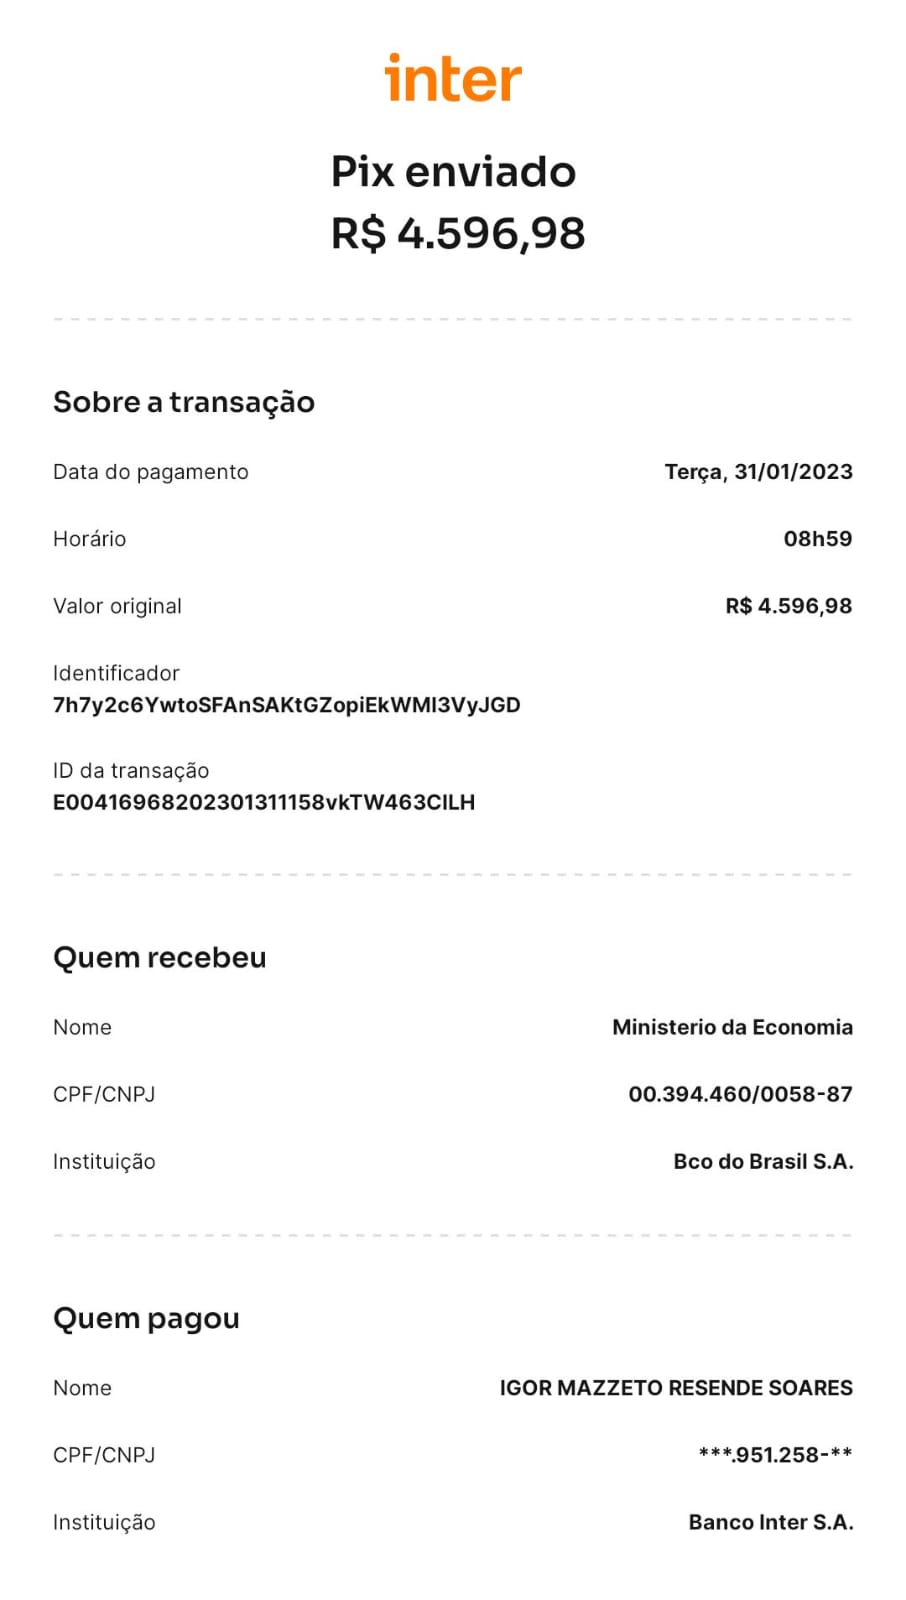 inter
Pix enviado
R$ 4.596,98
Sobre a transação
Data do pagamento Terça, 31/01/2023
Horário 08h59
Valor original R$ 4.596,98
Identificador
7h7y2c6YwtoSFAnSAKtGZopiEkWMI3VyJGD
ID da transação
E00416968202301311158vkTW463CILH
Quem recebeu
Nome Ministerio da Economia
CPF/CNPJ 00.394.460/0058-87
Instituição Bco do Brasil S.A.
Quem pagou
Nome IGOR MAZZETO RESENDE SOARES
CPF/CNPJ ***.951.258-**
Instituição Banco Inter S.A.